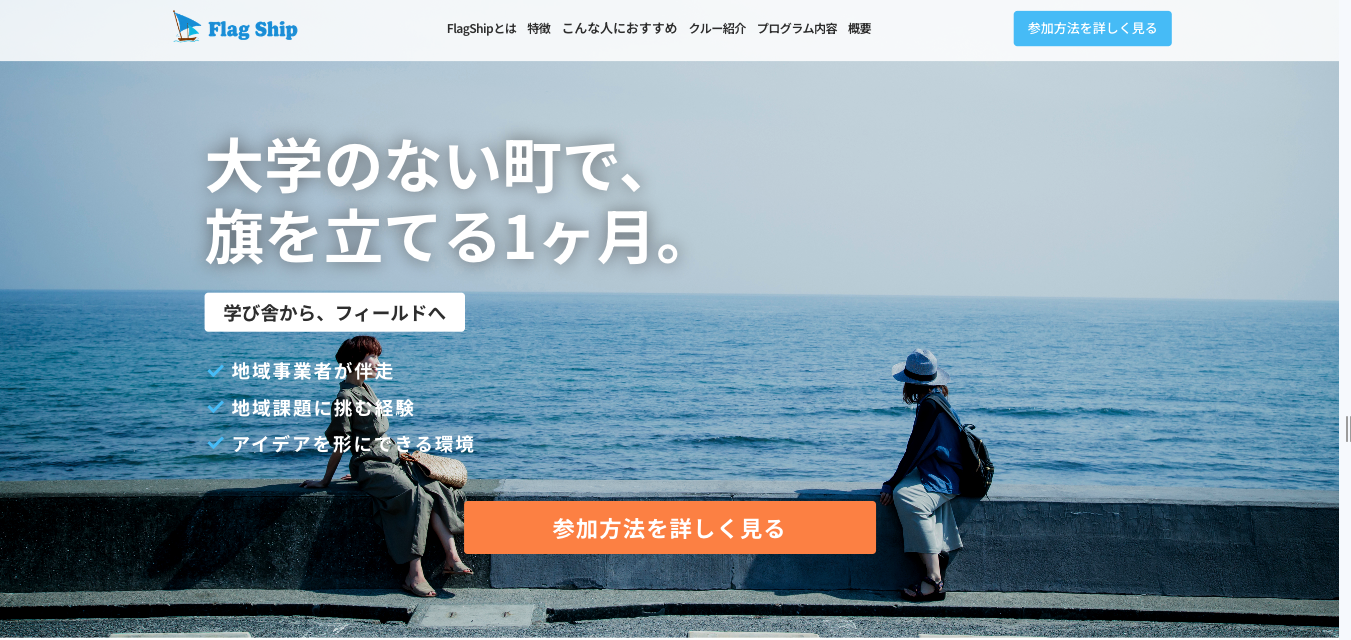 Flag Ship
FlagShipとは 特徴 こんな人におすすめ クルー紹介 プログラム内容 概要
参加方法を詳しく見る
大学のない町で、
旗を立てる1ヶ月。
学び舎から、フィールドへ
地域事業者が伴走
地域課題に挑む経験
アイデアを形にできる環境
参加方法を詳しく見る